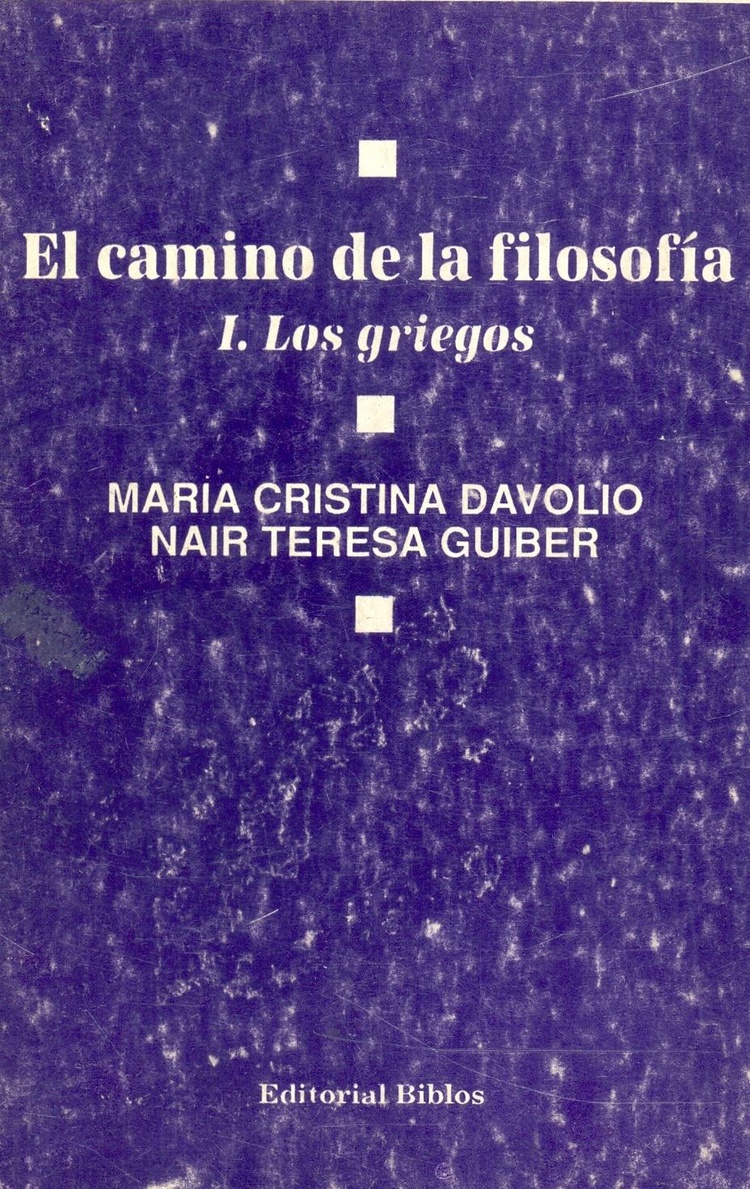 El camino de la filosofía
I. Los griegos
MARIA CRISTINA DAVOLIO
NAIR TERESA GUIBER
Editorial Biblos